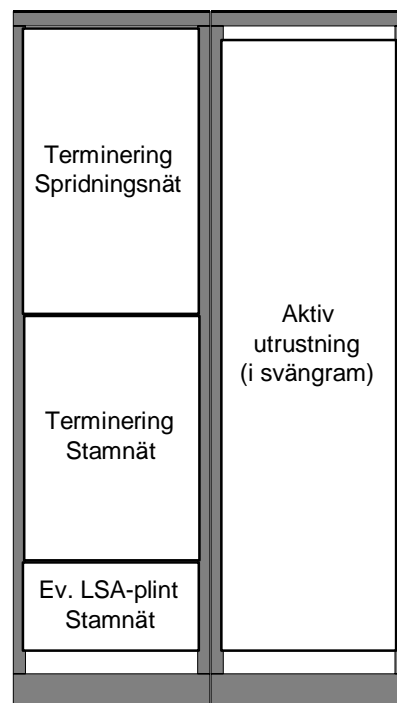 Terminering
Spridningsnät
Terminering
Stamnät
Ev. LSA-plint
Stamnät
Aktiv
utrustning
(i svängram)